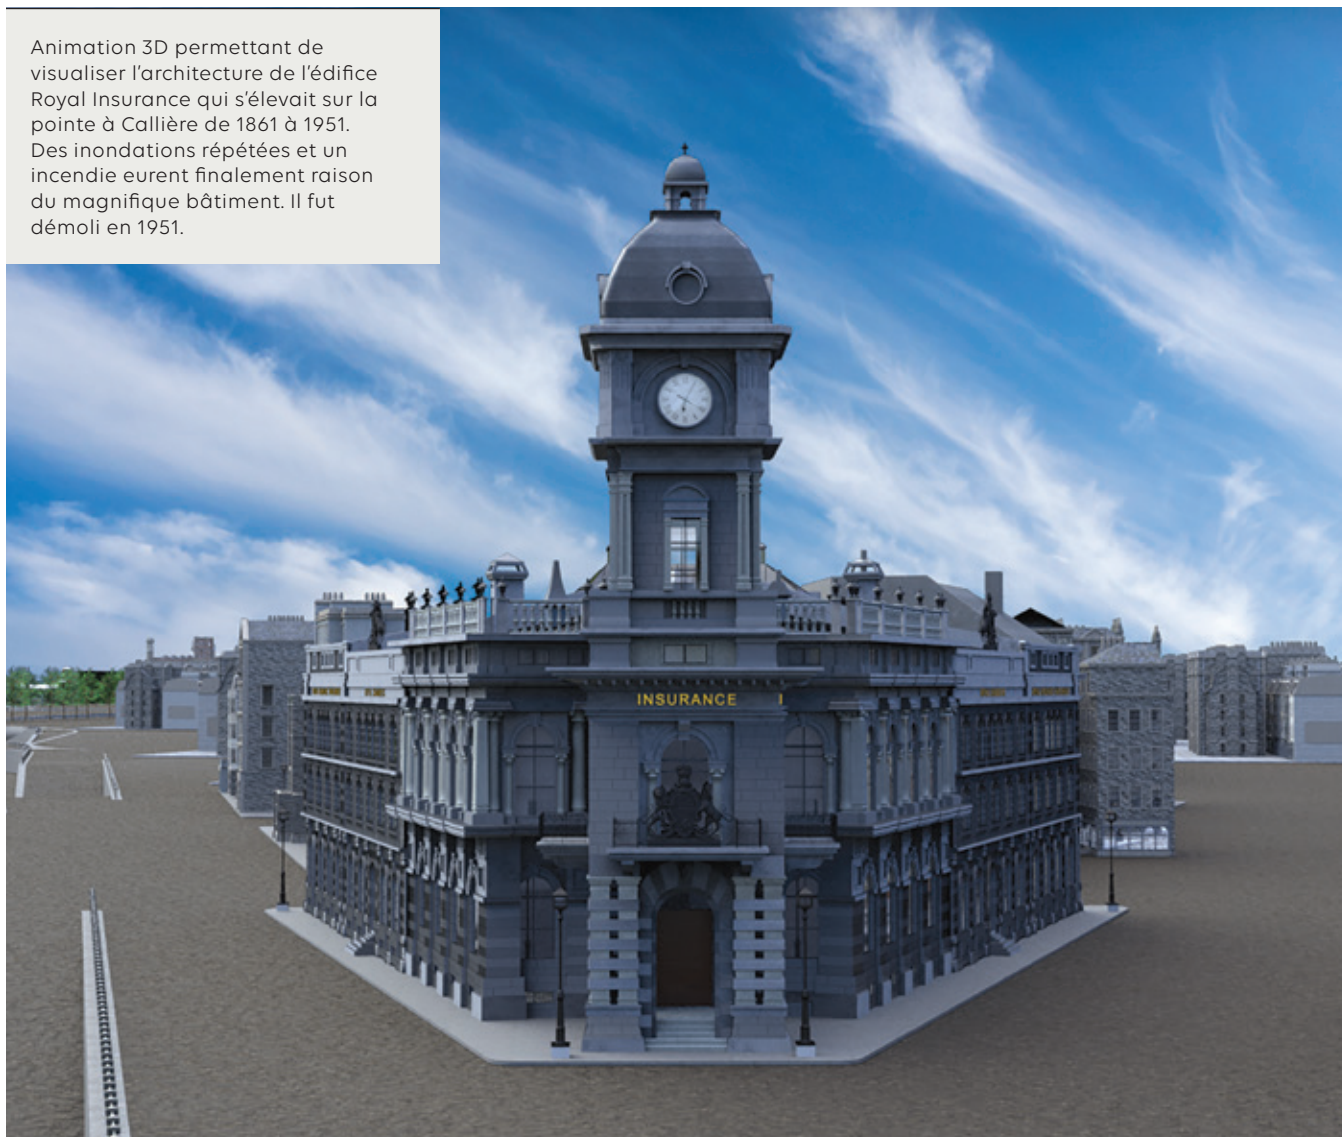 Animation 3D permettant de
visualiser l'architecture de l'édifice
Royal Insurance qui s'élevait sur la
pointe à Callière de 1861 à 1951.
Des inondations répétées et un
incendie eurent finalement raison
du magnifique bâtiment. Il fut
démoli en 1951.
INSURANCE I